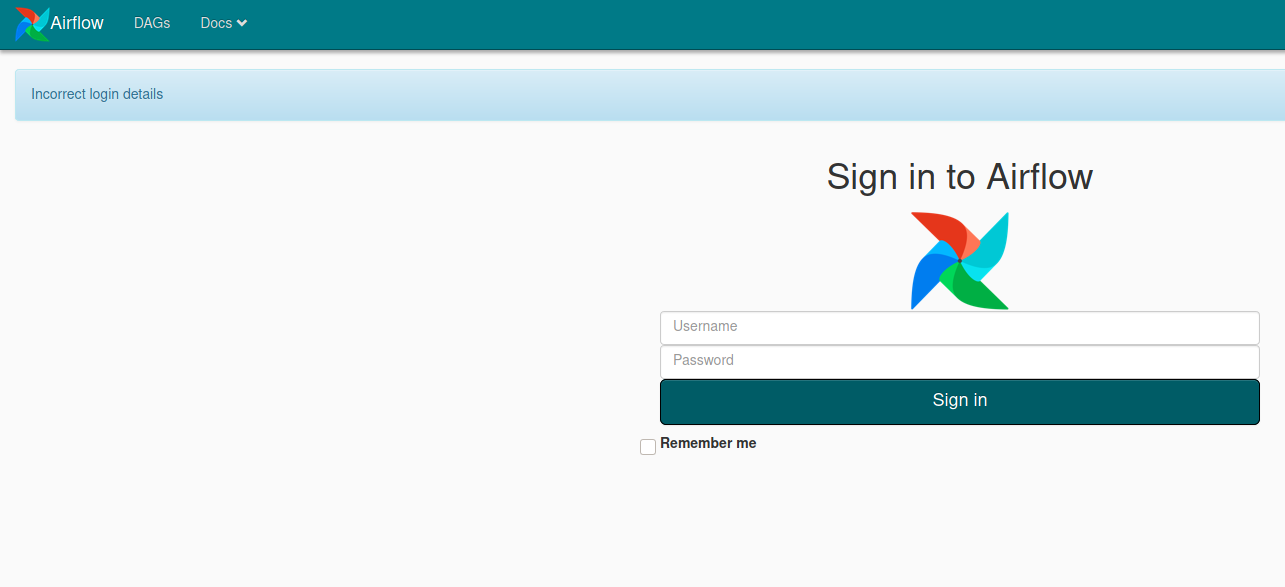 Airflow DAGs Docs
Incorrect login details
Sign in to Airflow
Username
Password
Sign in
Remember me